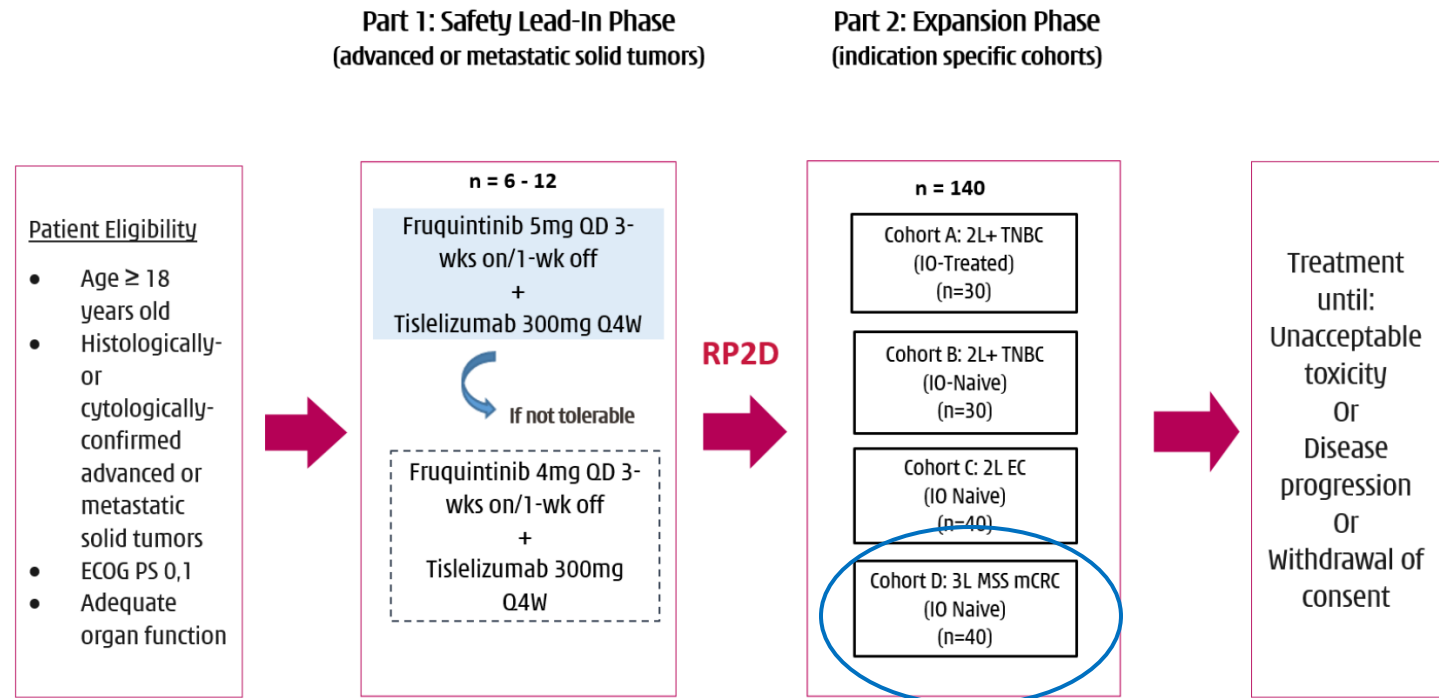 Part 1: Safety Lead-In Phase
(advanced or metastatic solid tumors)
Part 2: Expansion Phase
(indication specific cohorts)
Patient Eligibility
● Age ≥ 18
years old
● Histologically-
or
cytologically-
confirmed
advanced or
metastatic
solid tumors
● ECOG PS 0,1
● Adequate
organ function
n = 6 - 12
Fruquintinib 5mg QD 3-
wks on/1-wk off
+
Tislelizumab 300mg Q4W
If not tolerable
Fruquintinib 4mg QD 3-
wks on/1-wk off
+
Tislelizumab 300mg
Q4W
RP2D
n = 140
Cohort A: 2L+ TNBC
(IO-Treated)
(n=30)
Cohort B: 2L+ TNBC
(IO-Naive)
(n=30)
Cohort C: 2L EC
(IO Naive)
(n=40)
Cohort D: 3L MSS mCRC
(IO Naive)
(n=40)
Treatment
until:
Unacceptable
toxicity
Or
Disease
progression
Or
Withdrawal of
consent